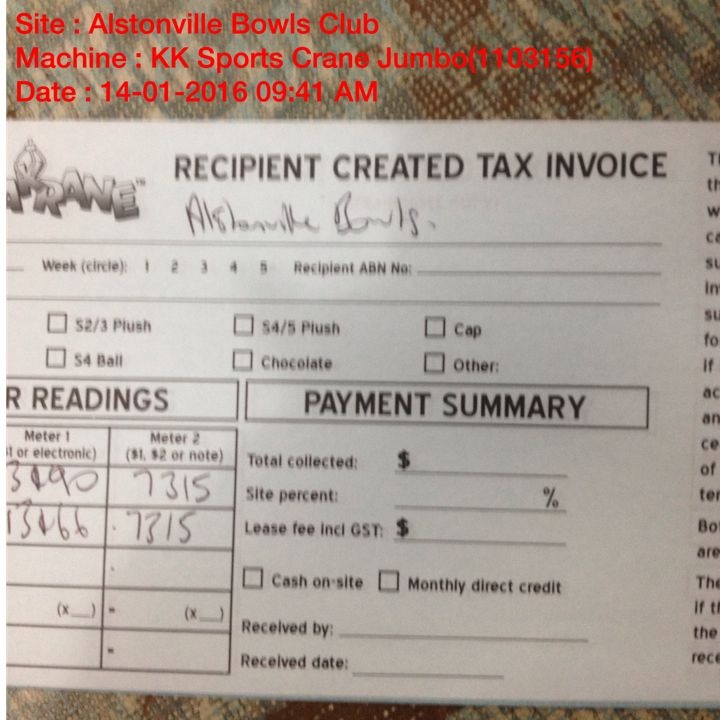 Site : Alstonville Bowls Club
Machine : KK Sports Crane Jumbo(1103156)
Date : 14-01-2016 09:41 AM
KRANE™
RECIPIENT CREATED TAX INVOICE
Alstonville Bowls.
Week (circle): 1 2 3 4 5 Recipient ABN No:
S2/3 Plush S4/5 Plush Cap
S4 Ball Chocolate Other:
R READINGS PAYMENT SUMMARY
Meter 1 Meter 2
or electronic) ($1, $2 or note)
Total collected: $
7315
Site percent: %
7315
Lease fee incl GST: $
Cash on-site Monthly direct credit
(x__) = (x__)
Received by:
=
Received date: